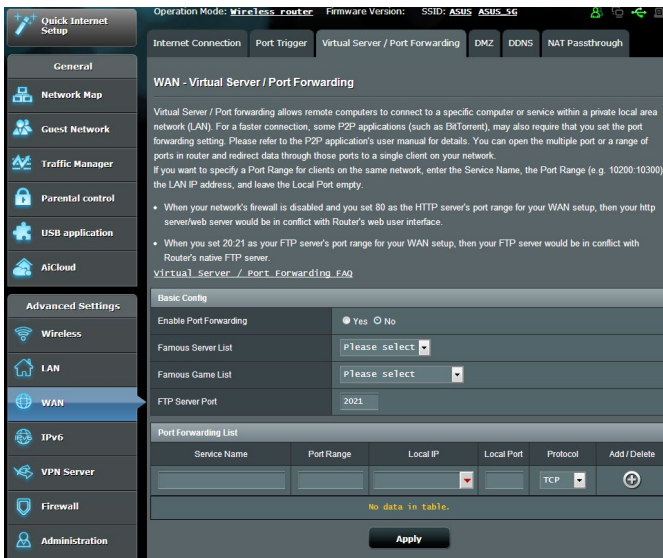 Quick Internet
Setup
General
Network Map
Guest Network
Traffic Manager
Parental control
USB application
AiCloud
Advanced Settings
Wireless
LAN
WAN
IPv6
VPN Server
Firewall
Administration
Operation Mode: Wireless router Firmware Version: SSID: ASUS ASUS_5G
Internet Connection Port Trigger Virtual Server / Port Forwarding DMZ DDNS NAT Passthrough
WAN - Virtual Server / Port Forwarding
Virtual Server / Port forwarding allows remote computers to connect to a specific computer or service within a private local area
network (LAN). For a faster connection, some P2P applications (such as BitTorrent), may also require that you set the port
forwarding setting. Please refer to the P2P application's user manual for details. You can open the multiple port or a range of
ports in router and redirect data through those ports to a single client on your network.
If you want to specify a Port Range for clients on the same network, enter the Service Name, the Port Range (e.g. 10200:10300)
the LAN IP address, and leave the Local Port empty.
• When your network's firewall is disabled and you set 80 as the HTTP server's port range for your WAN setup, then your http
server/web server would be in conflict with Router's web user interface.
• When you set 20:21 as your FTP server's port range for your WAN setup, then your FTP server would be in conflict with
Router's native FTP server.
Virtual Server / Port Forwarding FAQ
Basic Config
Enable Port Forwarding Yes No
Famous Server List Please select
Famous Game List Please select
FTP Server Port 2021
Port Forwarding List
Service Name Port Range Local IP Local Port Protocol Add / Delete
TCP
No data in table.
Apply